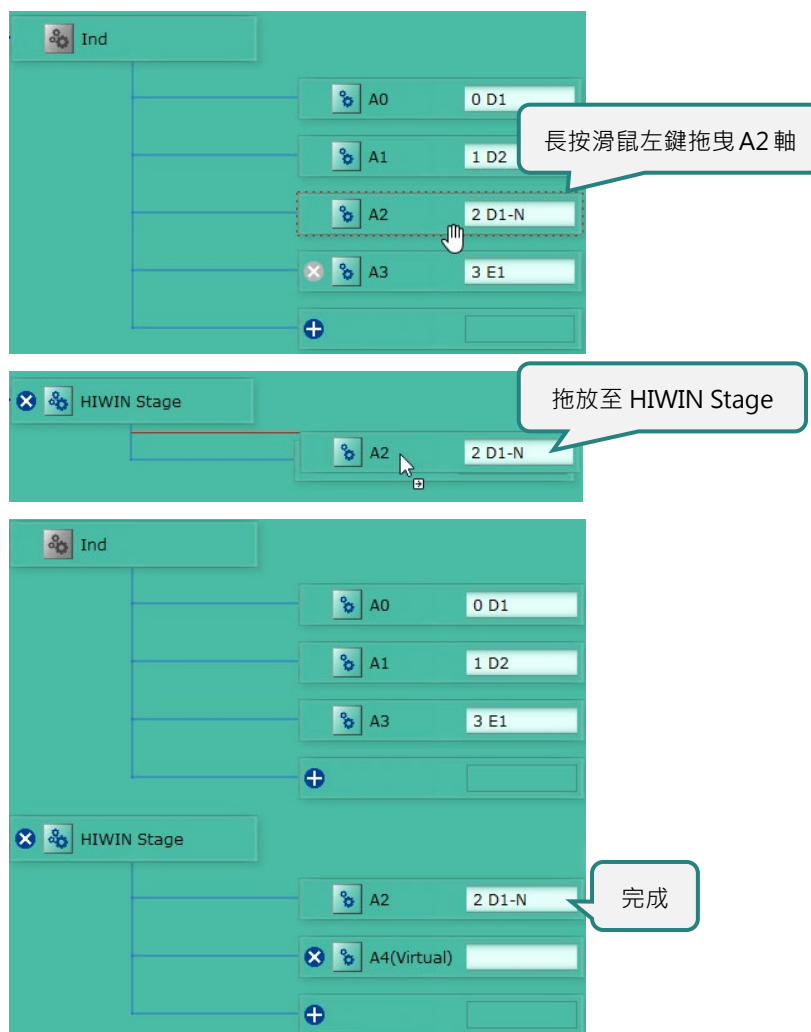 Ind
A0 0 D1
長按滑鼠左鍵拖曳 A2 軸
A1 1 D2
A2 2 D1-N
A3 3 E1
HIWIN Stage
拖放至 HIWIN Stage
A2 2 D1-N
Ind
A0 0 D1
A1 1 D2
A3 3 E1
HIWIN Stage
A2 2 D1-N
完成
A4(Virtual)